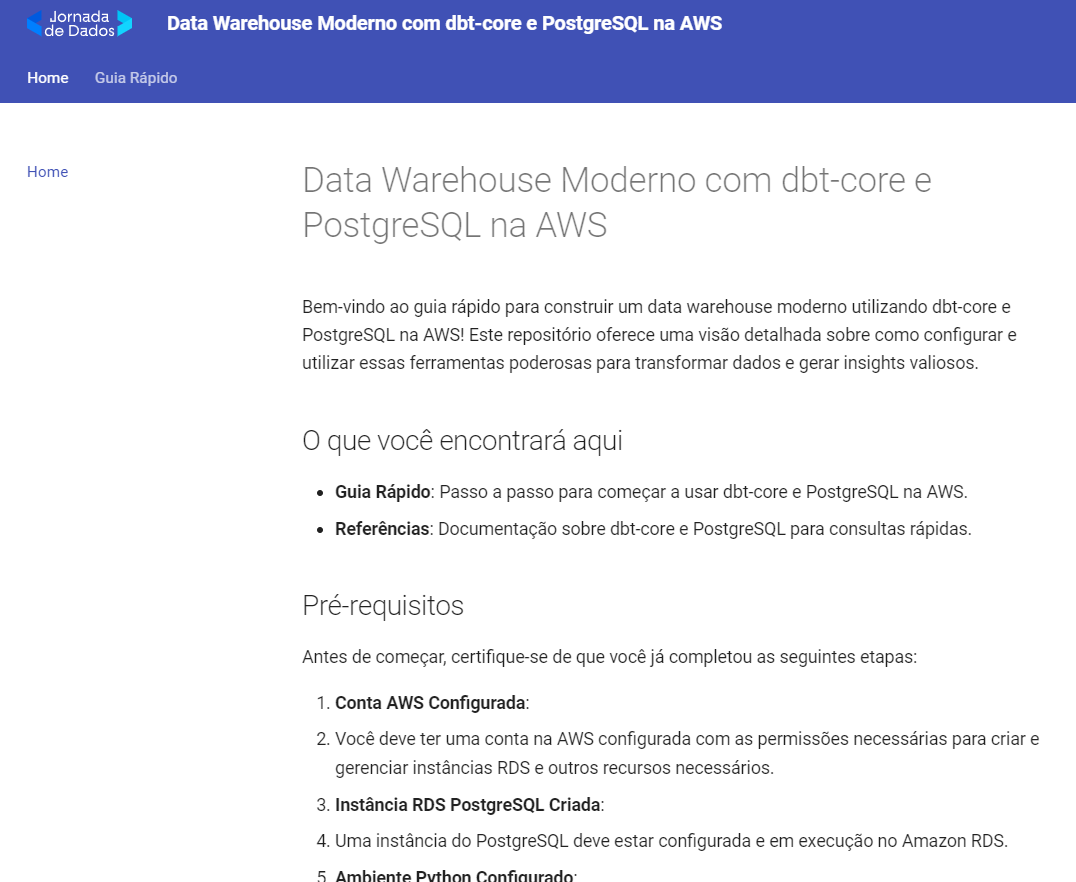 Jornada
de Dados
Data Warehouse Moderno com dbt-core e PostgreSQL na AWS
Home Guia Rápido
Home
Data Warehouse Moderno com dbt-core e
PostgreSQL na AWS
Bem-vindo ao guia rápido para construir um data warehouse moderno utilizando dbt-core e
PostgreSQL na AWS! Este repositório oferece uma visão detalhada sobre como configurar e
utilizar essas ferramentas poderosas para transformar dados e gerar insights valiosos.
O que você encontrará aqui
• Guia Rápido: Passo a passo para começar a usar dbt-core e PostgreSQL na AWS.
• Referências: Documentação sobre dbt-core e PostgreSQL para consultas rápidas.
Pré-requisitos
Antes de começar, certifique-se de que você já completou as seguintes etapas:
1. Conta AWS Configurada:
2. Você deve ter uma conta na AWS configurada com as permissões necessárias para criar e
gerenciar instâncias RDS e outros recursos necessários.
3. Instância RDS PostgreSQL Criada:
4. Uma instância do PostgreSQL deve estar configurada e em execução no Amazon RDS.
5. Ambiente Python Configurado: